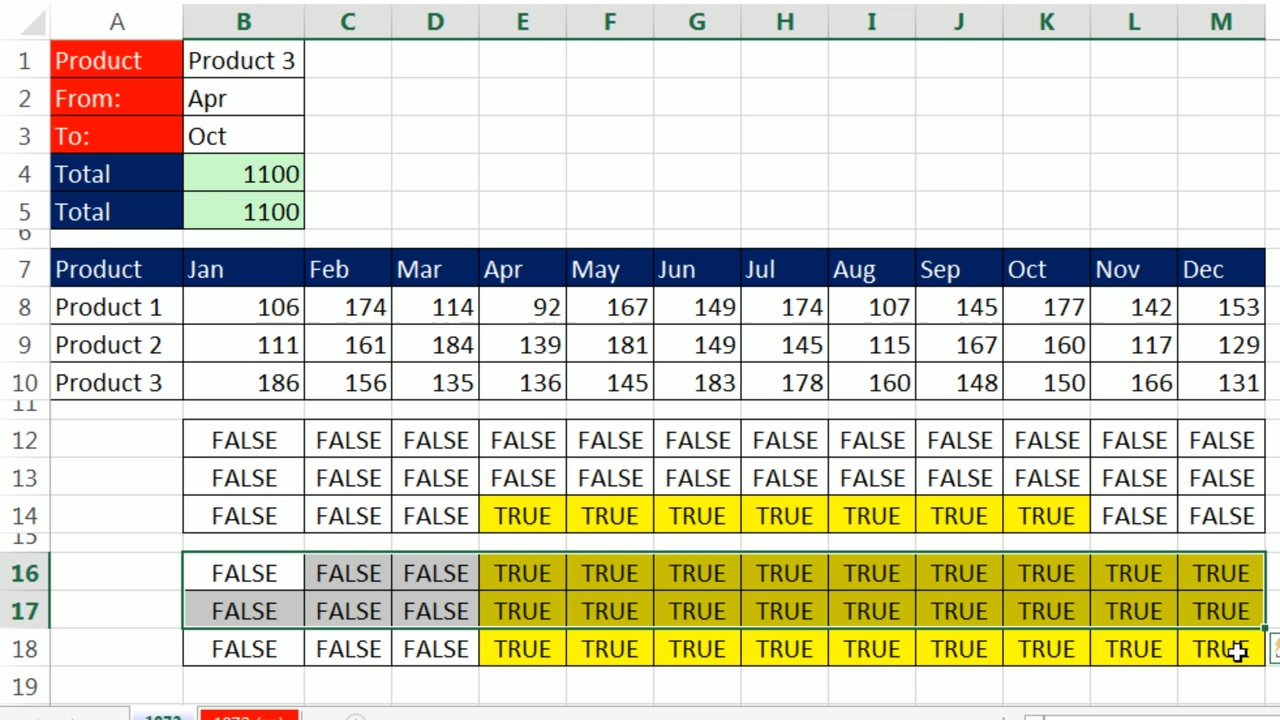 A B C D E F G H I J K L M
1 Product Product 3
2 From: Apr
3 To: Oct
4 Total 1100
5 Total 1100
6
7 Product Jan Feb Mar Apr May Jun Jul Aug Sep Oct Nov Dec
8 Product 1 106 174 114 92 167 149 174 107 145 177 142 153
9 Product 2 111 161 184 139 181 149 145 115 167 160 117 129
10 Product 3 186 156 135 136 145 183 178 160 148 150 166 131
11
12 FALSE FALSE FALSE FALSE FALSE FALSE FALSE FALSE FALSE FALSE FALSE FALSE
13 FALSE FALSE FALSE FALSE FALSE FALSE FALSE FALSE FALSE FALSE FALSE FALSE
14 FALSE FALSE FALSE TRUE TRUE TRUE TRUE TRUE TRUE TRUE FALSE FALSE
15
16 FALSE FALSE FALSE TRUE TRUE TRUE TRUE TRUE TRUE TRUE TRUE TRUE
17 FALSE FALSE FALSE TRUE TRUE TRUE TRUE TRUE TRUE TRUE TRUE TRUE
18 FALSE FALSE FALSE TRUE TRUE TRUE TRUE TRUE TRUE TRUE TRUE TRUE
19